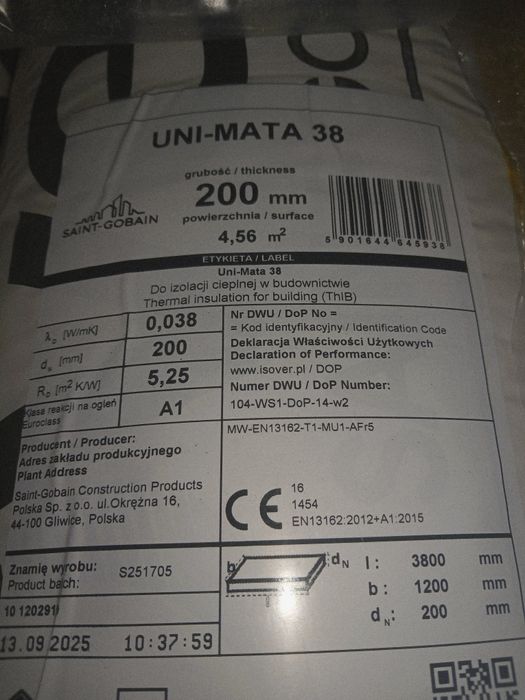 UNI-MATA 38
grubość / thickness
200 mm
powierzchnia / surface
4,56 m²
SAINT-GOBAIN
5 901644 645938
ETYKIETA / LABEL
Uni-Mata 38
Do izolacji cieplnej w budownictwie
Thermal insulation for building (ThIB)
λD [W/mK] 0,038
dN [mm] 200
RD [m² K/W] 5,25
Klasa reakcji na ogień
Euroclass A1
Nr DWU / DoP No =
= Kod identyfikacyjny / Identification Code
Deklaracja Właściwości Użytkowych
Declaration of Performance:
www.isover.pl / DOP
Numer DWU / DoP Number:
104-WS1-DoP-14-w2
Producent / Producer:
Adres zakładu produkcyjnego
Plant Address
Saint-Gobain Construction Products
Polska Sp. z o.o. ul.Okrężna 16,
44-100 Gliwice, Polska
MW-EN13162-T1-MU1-AFr5
CE
16
1454
EN13162:2012+A1:2015
Znamię wyrobu:
Product bach: S251705
10 120291
13.09.2025 10:37:59
b dN
l
l : 3800 mm
b : 1200 mm
dN: 200 mm